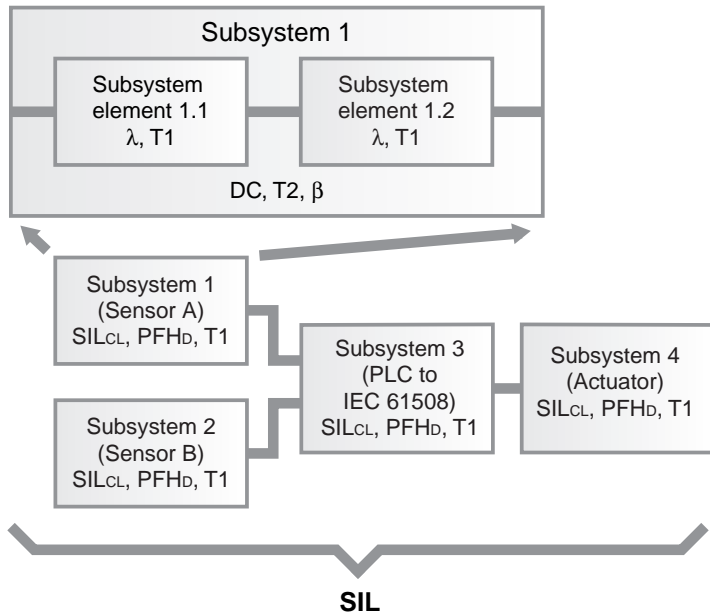 Subsystem 1
Subsystem
element 1.1
λ, T1
Subsystem
element 1.2
λ, T1
DC, T2, β
Subsystem 1
(Sensor A)
SILCL, PFHD, T1
Subsystem 2
(Sensor B)
SILCL, PFHD, T1
Subsystem 3
(PLC to
IEC 61508)
SILCL, PFHD, T1
Subsystem 4
(Actuator)
SILCL, PFHD, T1
SIL